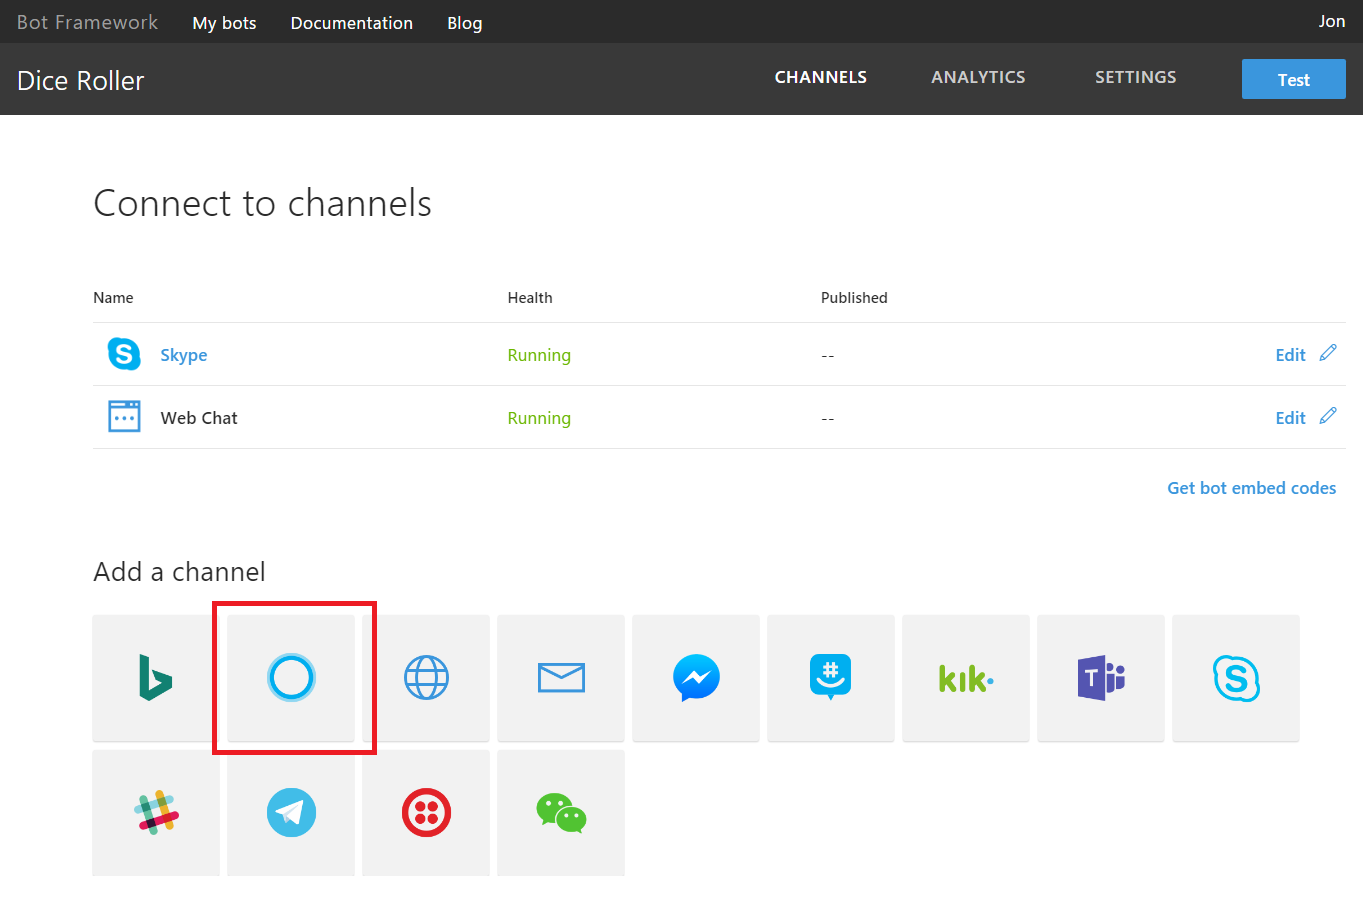 Bot Framework My bots Documentation Blog Jon
Dice Roller CHANNELS ANALYTICS SETTINGS Test
Connect to channels
Name Health Published
S Skype Running -- Edit
Web Chat Running -- Edit
Get bot embed codes
Add a channel
# kik. T S